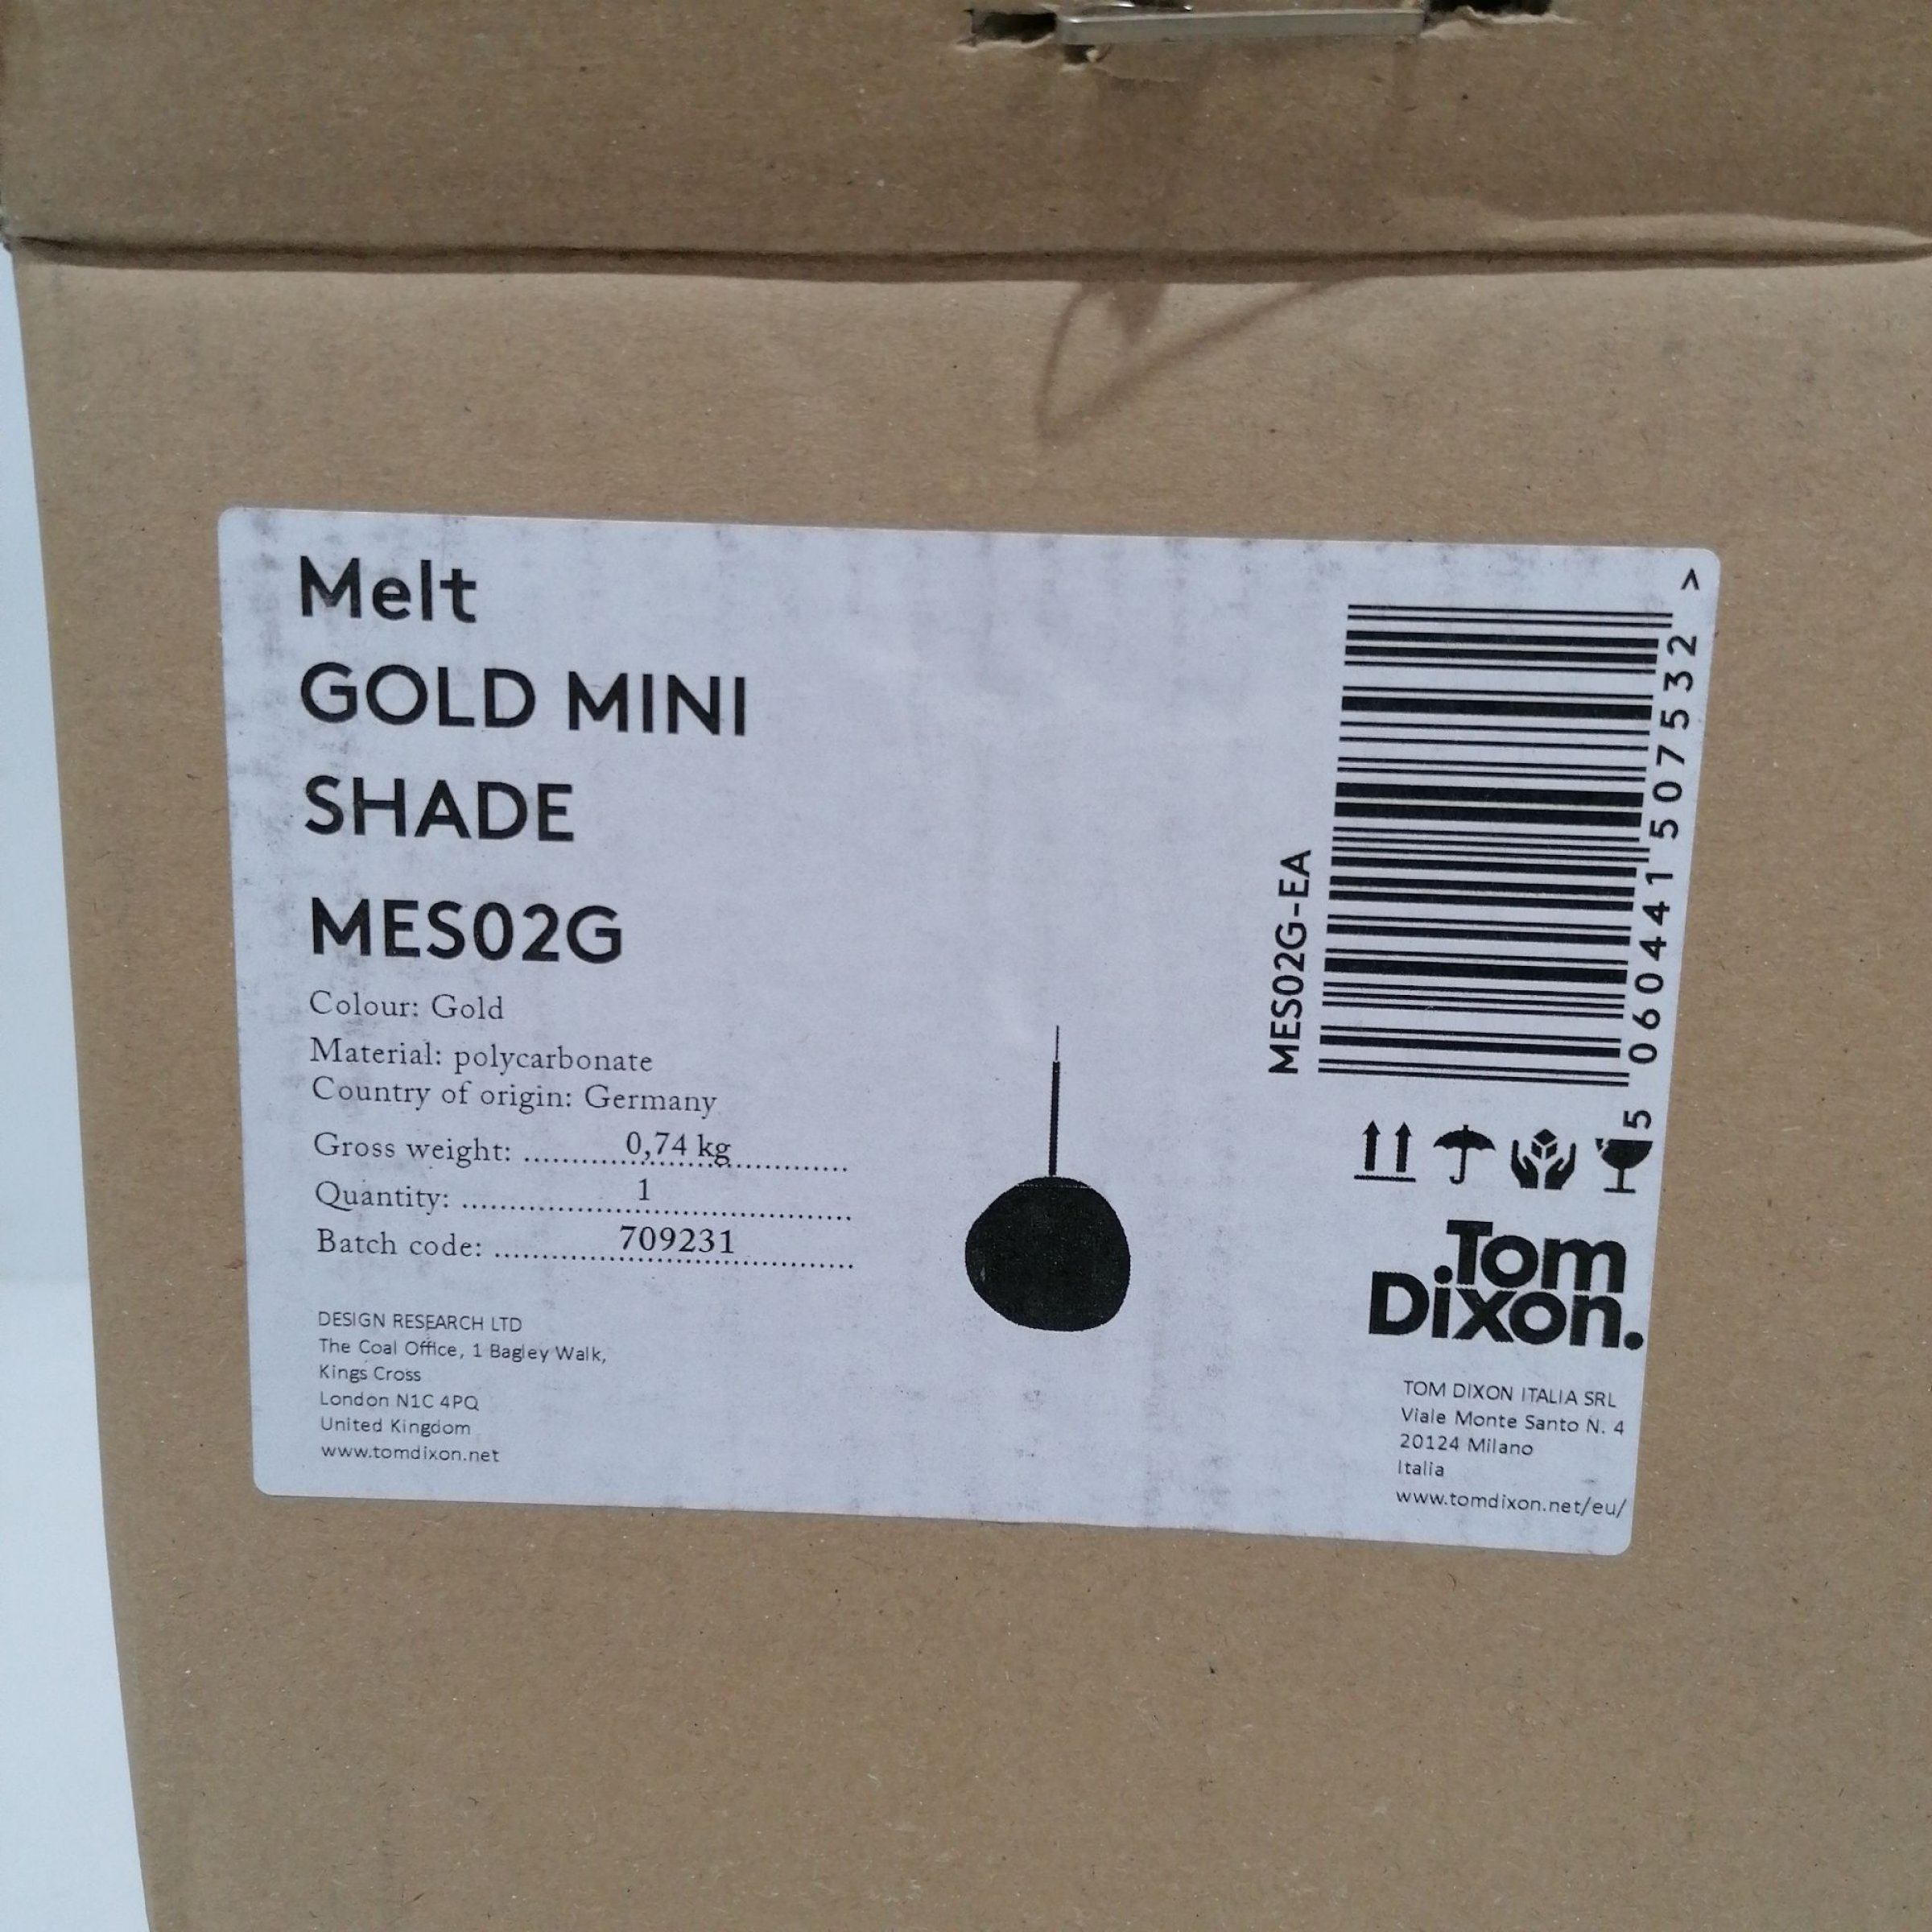 Melt
GOLD MINI
SHADE
MES02G
Colour: Gold
Material: polycarbonate
Country of origin: Germany
Gross weight: 0,74 kg
Quantity: 1
Batch code: 709231
DESIGN RESEARCH LTD
The Coal Office, 1 Bagley Walk,
Kings Cross
London N1C 4PQ
United Kingdom
www.tomdixon.net
MES02G-EA
5 060441 507532 >
Tom
Dixon.
TOM DIXON ITALIA SRL
Viale Monte Santo N. 4
20124 Milano
Italia
www.tomdixon.net/eu/